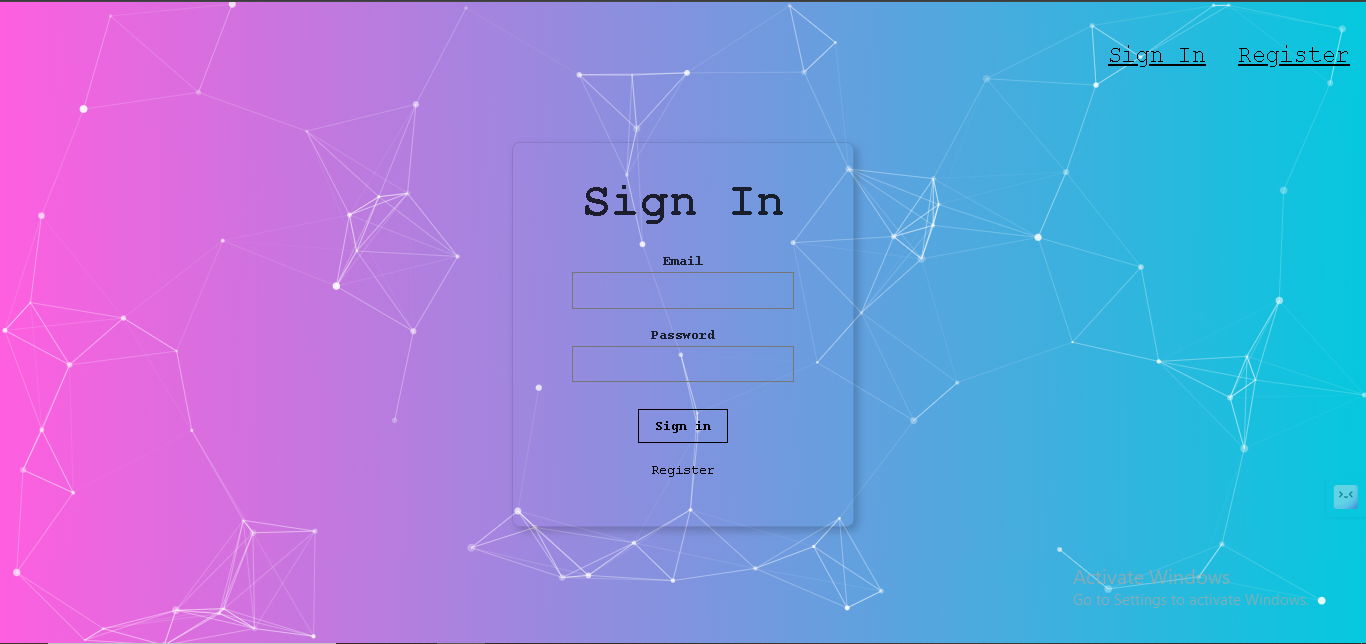 Sign In Register
Sign In
Email
Password
Sign in
Register
Activate Windows
Go to Settings to activate Windows.